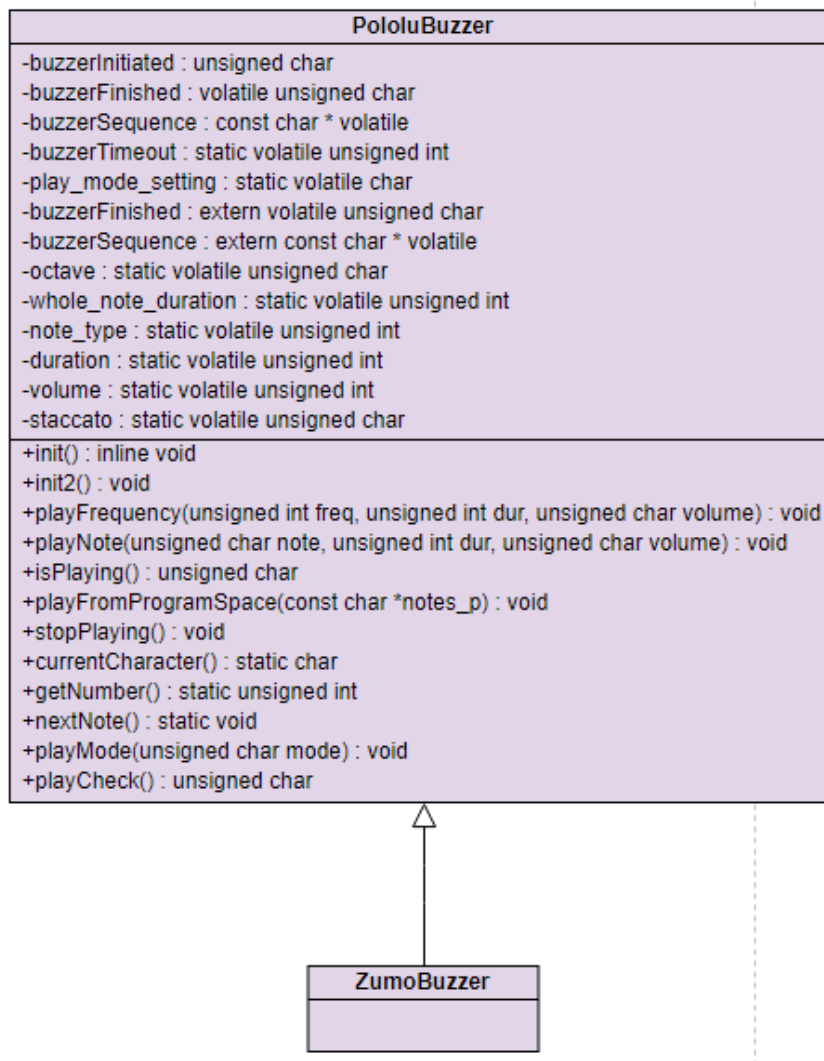 PololuBuzzer
-buzzerInitiated : unsigned char
-buzzerFinished : volatile unsigned char
-buzzerSequence : const char * volatile
-buzzerTimeout : static volatile unsigned int
-play_mode_setting : static volatile char
-buzzerFinished : extern volatile unsigned char
-buzzerSequence : extern const char * volatile
-octave : static volatile unsigned char
-whole_note_duration : static volatile unsigned int
-note_type : static volatile unsigned int
-duration : static volatile unsigned int
-volume : static volatile unsigned int
-staccato : static volatile unsigned char
+init() : inline void
+init2() : void
+playFrequency(unsigned int freq, unsigned int dur, unsigned char volume) : void
+playNote(unsigned char note, unsigned int dur, unsigned char volume) : void
+isPlaying() : unsigned char
+playFromProgramSpace(const char *notes_p) : void
+stopPlaying() : void
+currentCharacter() : static char
+getNumber() : static unsigned int
+nextNote() : static void
+playMode(unsigned char mode) : void
+playCheck() : unsigned char
ZumoBuzzer